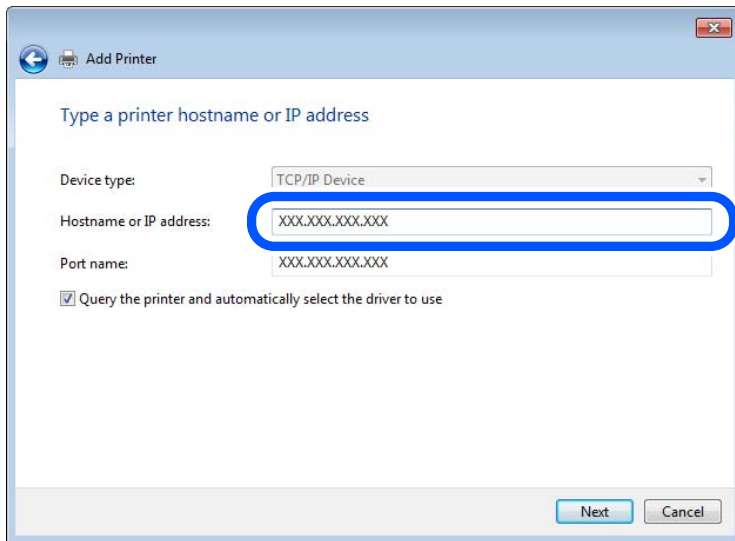 Add Printer
Type a printer hostname or IP address
Device type: TCP/IP Device
Hostname or IP address: XXX.XXX.XXX.XXX
Port name: XXX.XXX.XXX.XXX
Query the printer and automatically select the driver to use
Next Cancel